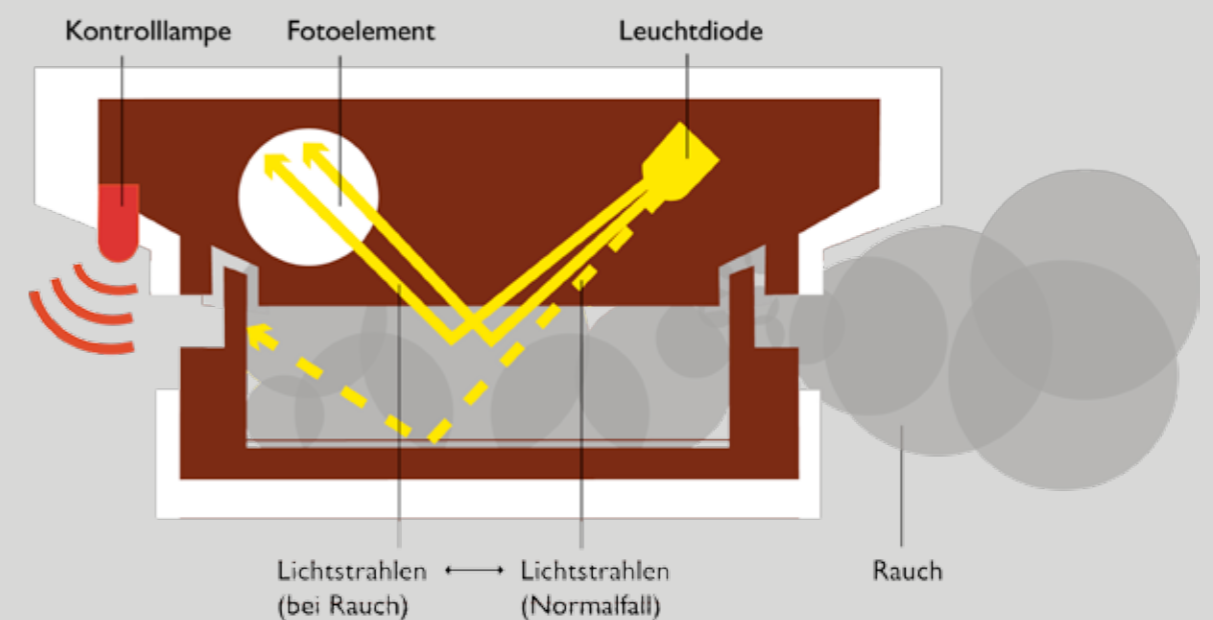 Kontrolllampe
Fotoelement
Leuchtdiode
Lichtstrahlen
(bei Rauch)
Lichtstrahlen
(Normalfall)
Rauch